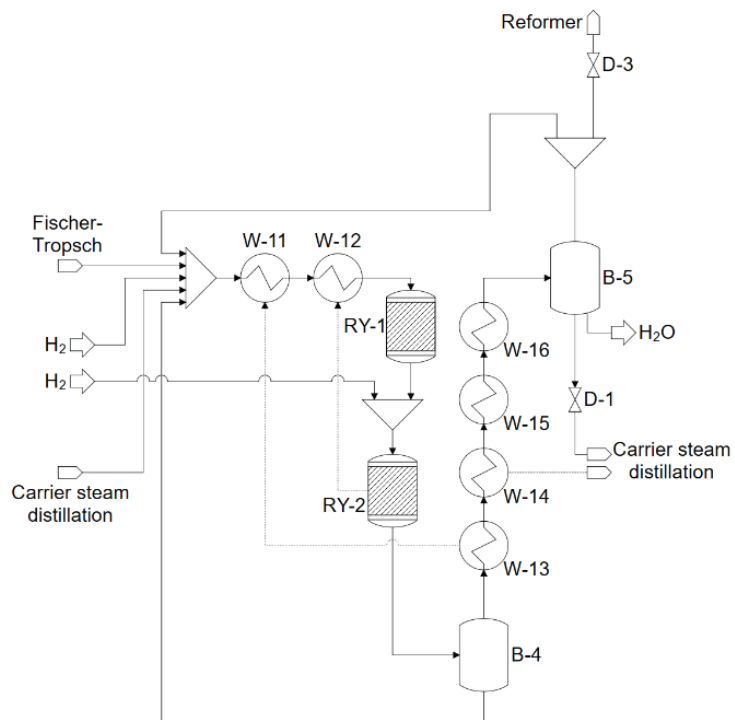 Reformer
D-3
Fischer-
Tropsch
W-11
W-12
B-5
RY-1
H₂O
H₂
W-16
H₂
D-1
W-15
Carrier steam
distillation
Carrier steam
distillation
RY-2
W-14
W-13
B-4